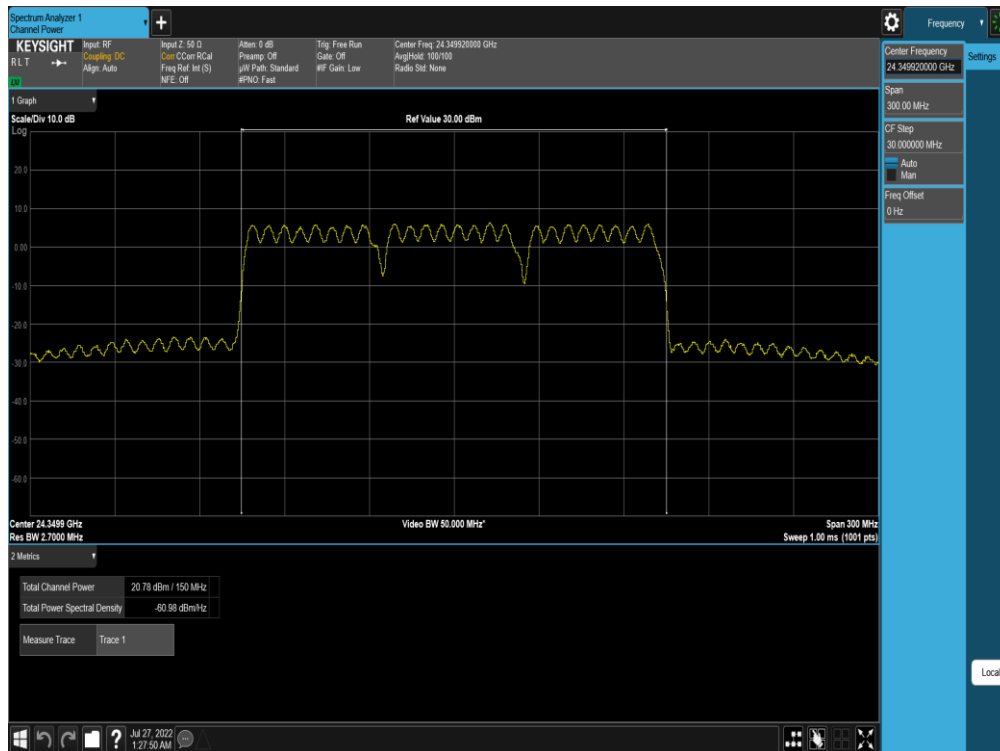 Spectrum Analyzer 1
Channel Power
+
Frequency
KEYSIGHT
Input: RF
Input Z: 50 Ω
Atten: 0 dB
Trig: Free Run
Center Freq: 24.349920000 GHz
RLT
Coupling: DC
Corr CCorr RCal
Preamp: Off
Gate: Off
Avg|Hold: 100/100
Align: Auto
Freq Ref: Int (S)
µW Path: Standard
#IF Gain: Low
Radio Std: None
NFE: Off
#PNO: Fast
Center Frequency
24.349920000 GHz
Settings
Span
300.00 MHz
CF Step
30.000000 MHz
Auto
Man
Freq Offset
0 Hz
1 Graph
Scale/Div 10.0 dB
Ref Value 30.00 dBm
Log
20.0
10.0
0.00
-10.0
-20.0
-30.0
-40.0
-50.0
-60.0
Center 24.3499 GHz
Video BW 50.000 MHz*
Span 300 MHz
Res BW 2.7000 MHz
Sweep 1.00 ms (1001 pts)
2 Metrics
Total Channel Power 20.78 dBm / 150 MHz
Total Power Spectral Density -60.98 dBm/Hz
Measure Trace Trace 1
Local
?
Jul 27, 2022
1:27:50 AM